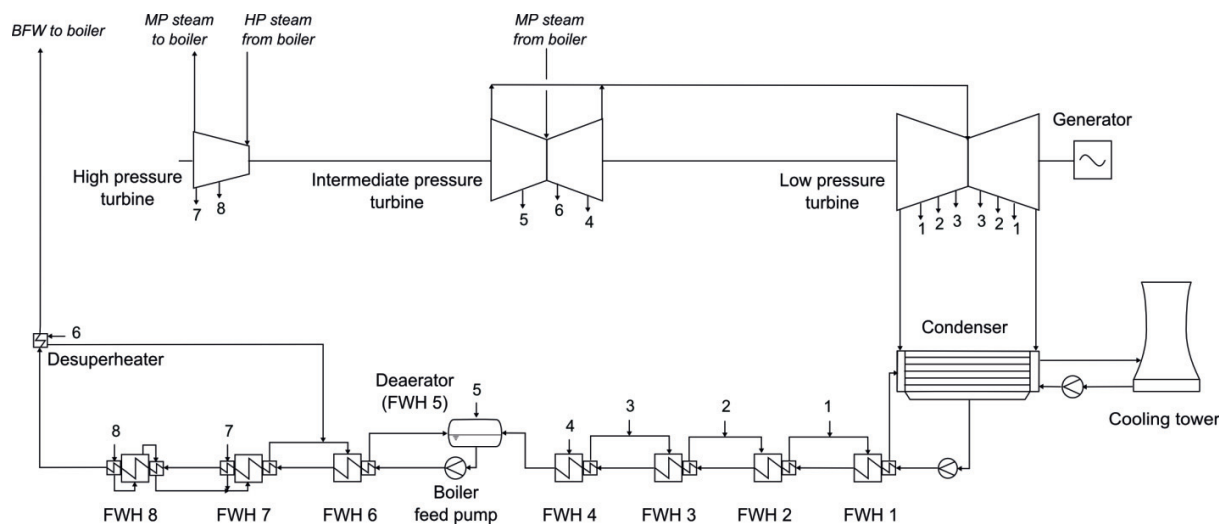 BFW to boiler
MP steam
to boiler
HP steam
from boiler
MP steam
from boiler
Generator
High pressure
turbine
7
8
Intermediate pressure
turbine
5
6
4
Low pressure
turbine
1
2
3
3
2
1
Condenser
Cooling tower
6
Desuperheater
Deaerator
(FWH 5)
5
8
7
4
3
2
1
Boiler
feed pump
FWH 8
FWH 7
FWH 6
FWH 4
FWH 3
FWH 2
FWH 1